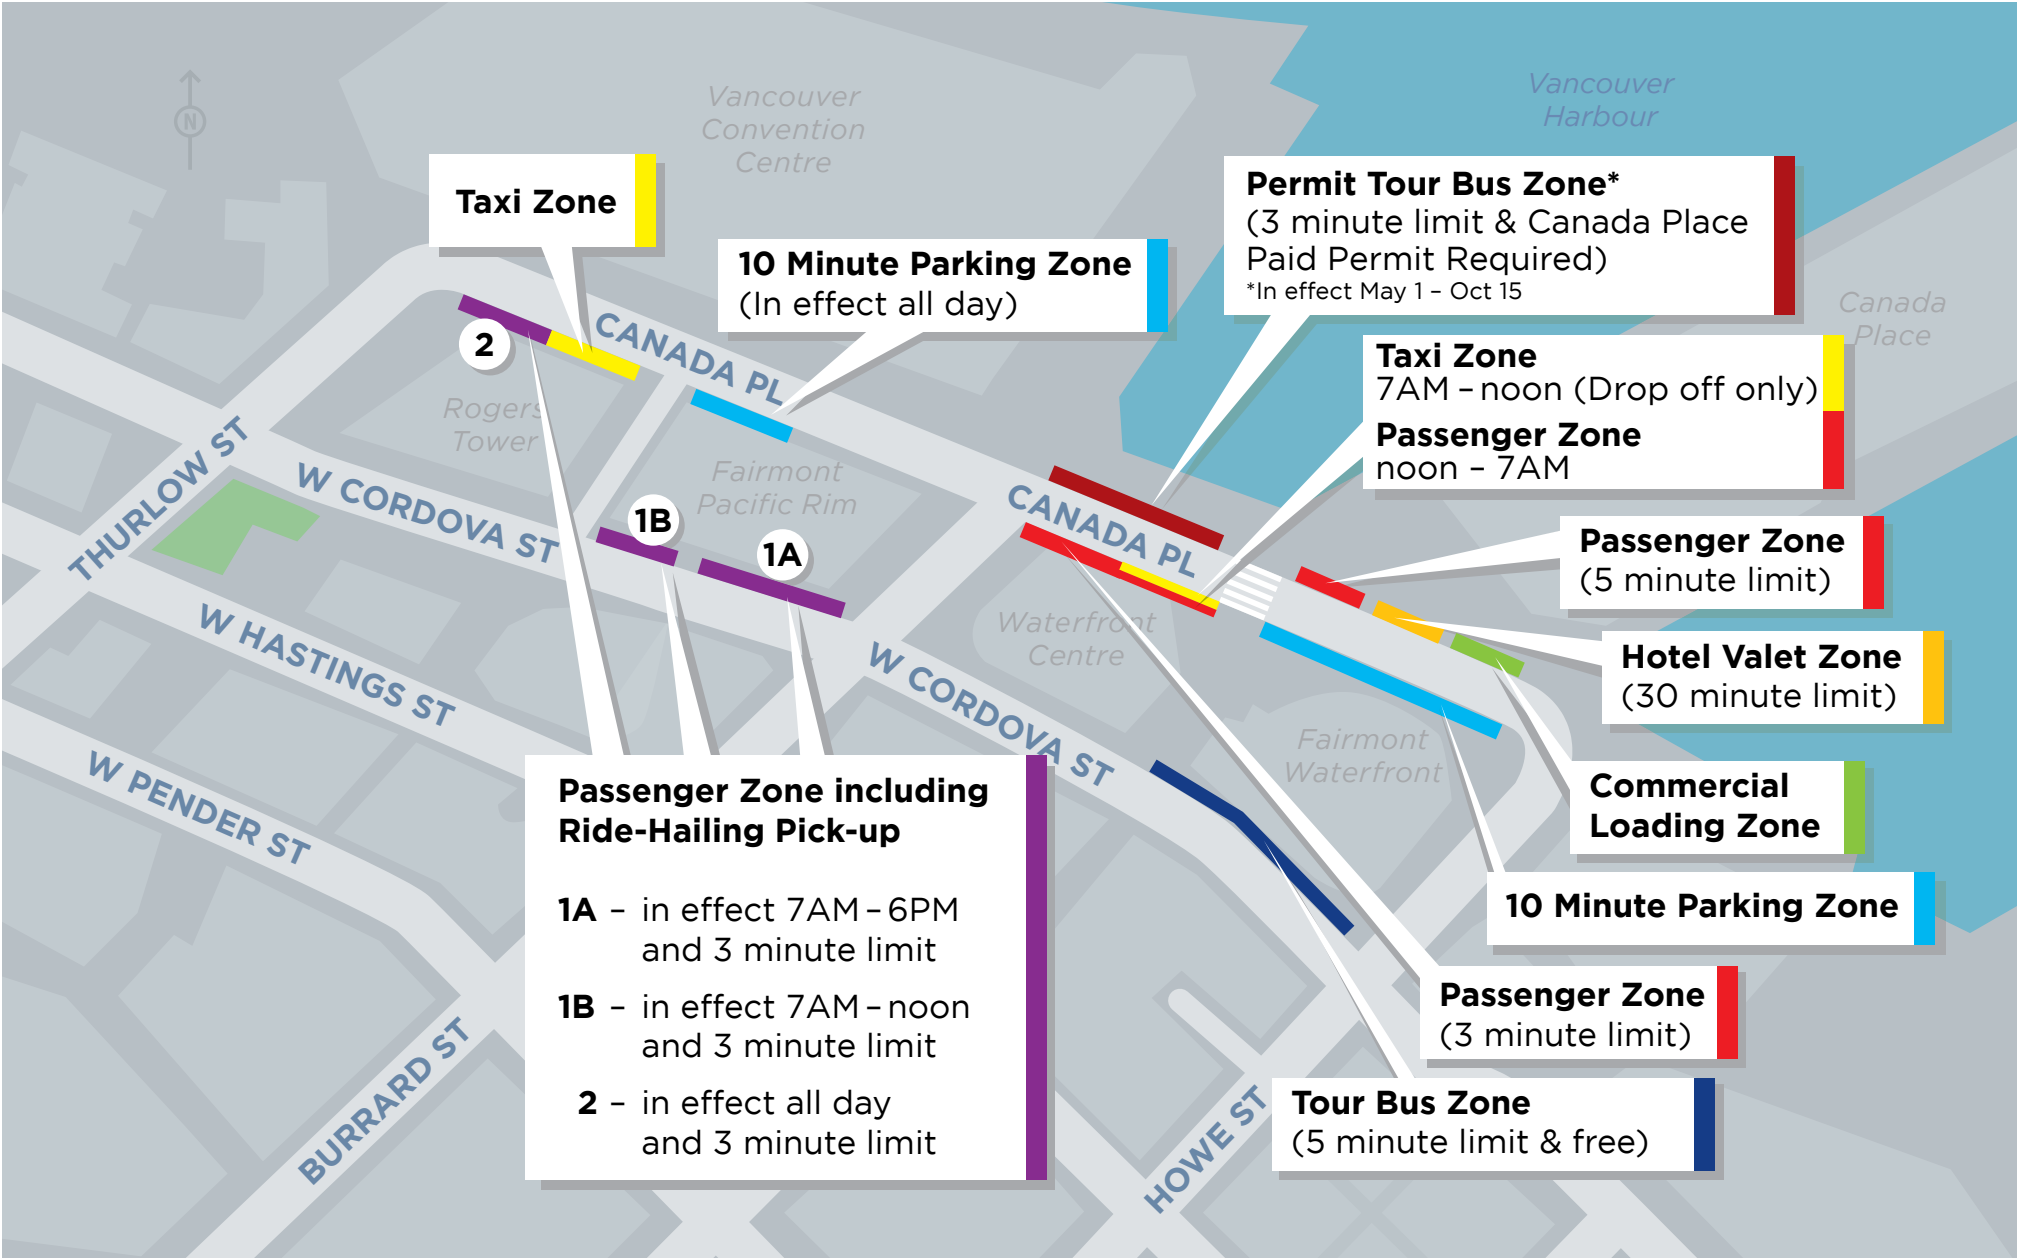 Vancouver
Convention
Centre
Vancouver
Harbour
N
Taxi Zone
10 Minute Parking Zone
(In effect all day)
Permit Tour Bus Zone*
(3 minute limit & Canada Place
Paid Permit Required)
*In effect May 1 – Oct 15
Canada
Place
Taxi Zone
7AM – noon (Drop off only)
Passenger Zone
noon – 7AM
2
CANADA PL
Rogers
Tower
Fairmont
Pacific Rim
THURLOW ST
W CORDOVA ST
1B
1A
CANADA PL
Passenger Zone
(5 minute limit)
Waterfront
Centre
Hotel Valet Zone
(30 minute limit)
W HASTINGS ST
W CORDOVA ST
Fairmont
Waterfront
W PENDER ST
Commercial
Loading Zone
10 Minute Parking Zone
Passenger Zone including
Ride-Hailing Pick-up
1A – in effect 7AM – 6PM
and 3 minute limit
1B – in effect 7AM – noon
and 3 minute limit
2 – in effect all day
and 3 minute limit
Passenger Zone
(3 minute limit)
BURRARD ST
HOWE ST
Tour Bus Zone
(5 minute limit & free)